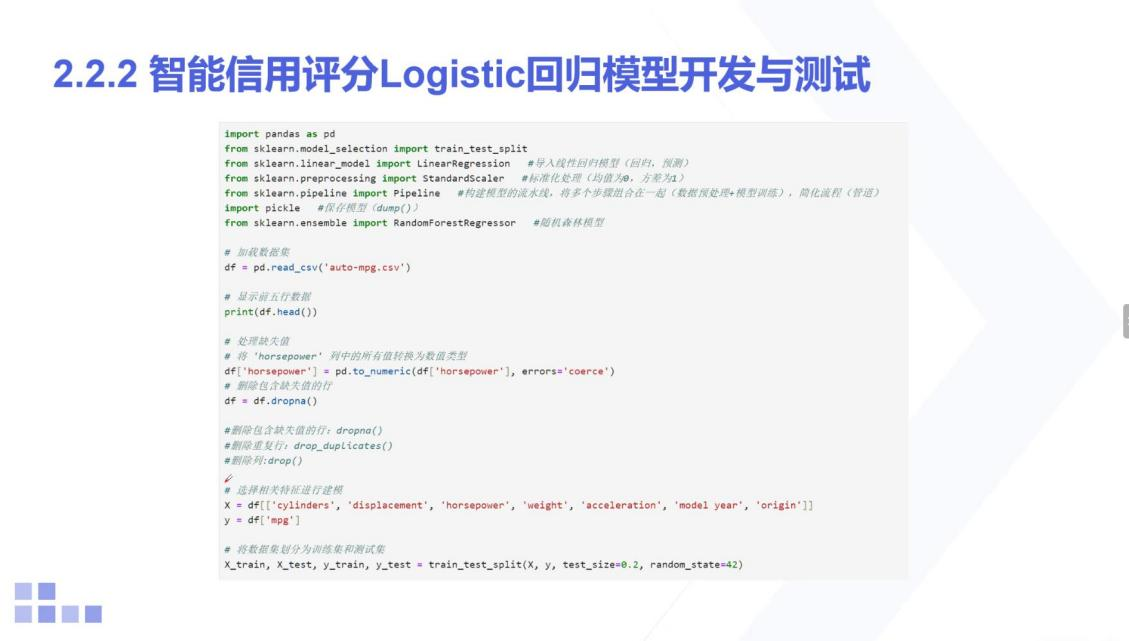 2.2.2 智能信用评分Logistic回归模型开发与测试
import pandas as pd
from sklearn.model_selection import train_test_split
from sklearn.linear_model import LinearRegression   #导入线性回归模型（回归，预测）
from sklearn.preprocessing import StandardScaler   #标准化处理（均值为0，方差为1）
from sklearn.pipeline import Pipeline   #构建模型的流水线，将多个步骤组合在一起（数据预处理+模型训练），简化流程（管道）
import pickle   #保存模型（dump()）
from sklearn.ensemble import RandomForestRegressor   #随机森林模型
# 加载数据集
df = pd.read_csv('auto-mpg.csv')
# 显示前五行数据
print(df.head())
# 处理缺失值
# 将 'horsepower' 列中的所有值转换为数值类型
df['horsepower'] = pd.to_numeric(df['horsepower'], errors='coerce')
# 删除包含缺失值的行
df = df.dropna()
#删除包含缺失值的行：dropna()
#删除重复行：drop_duplicates()
#删除列:drop()
# 选择相关特征进行建模
X = df[['cylinders', 'displacement', 'horsepower', 'weight', 'acceleration', 'model year', 'origin']]
y = df['mpg']
# 将数据集划分为训练集和测试集
X_train, X_test, y_train, y_test = train_test_split(X, y, test_size=0.2, random_state=42)